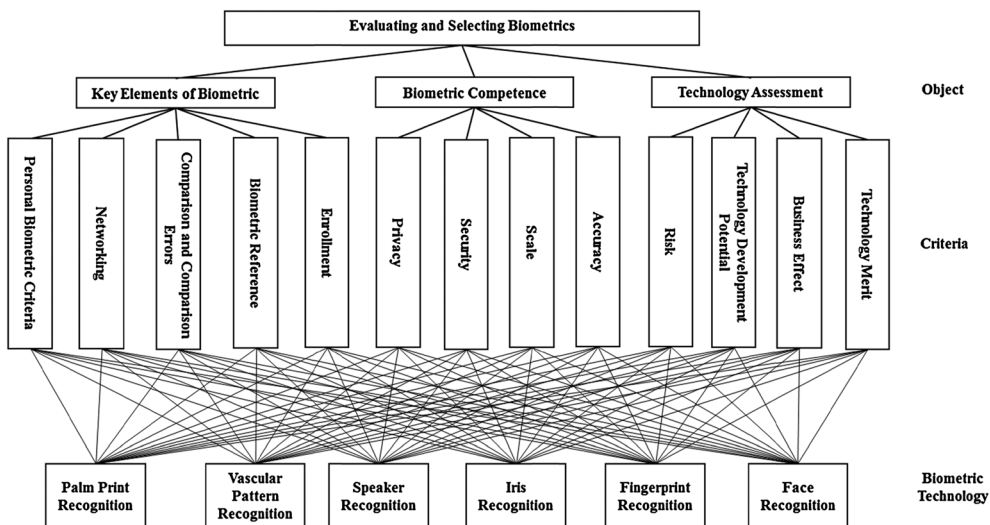 Evaluating and Selecting Biometrics
Key Elements of Biometric
Biometric Competence
Technology Assessment
Object
Personal Biometric Criteria
Networking
Comparison and Comparison
Errors
Biometric Reference
Enrollment
Privacy
Security
Scale
Accuracy
Risk
Technology Development
Potential
Business Effect
Technology Merit
Criteria
Palm Print
Recognition
Vascular
Pattern
Recognition
Speaker
Recognition
Iris
Recognition
Fingerprint
Recognition
Face
Recognition
Biometric
Technology